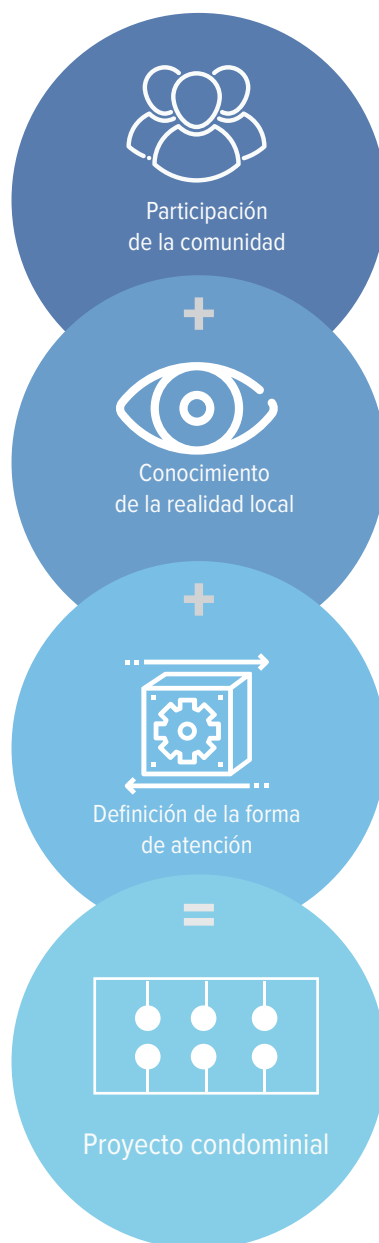 Participación
de la comunidad
+
Conocimiento
de la realidad local
+
Definición de la forma
de atención
=
Proyecto condominial